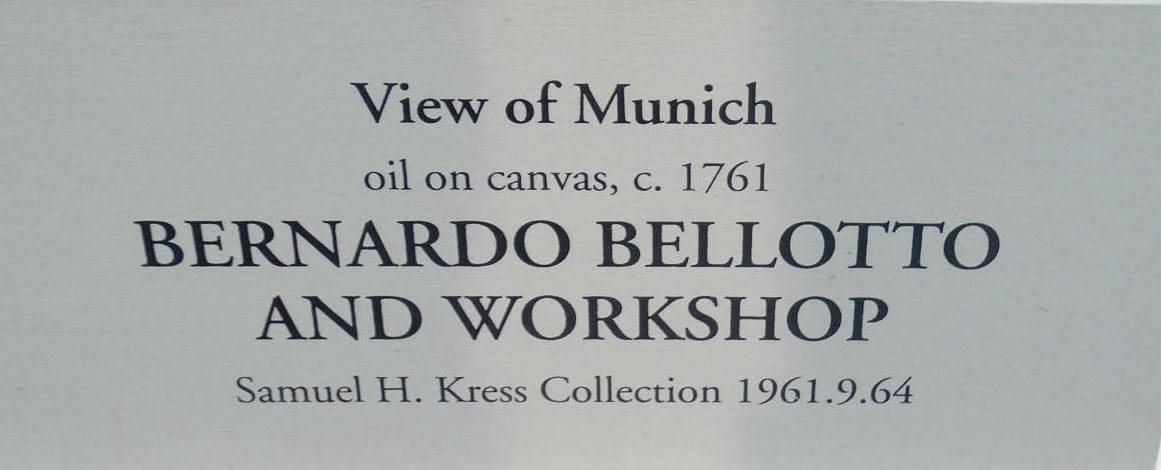 View of Munich
oil on canvas, c. 1761
BERNARDO BELLOTTO
AND WORKSHOP
Samuel H. Kress Collection 1961.9.64